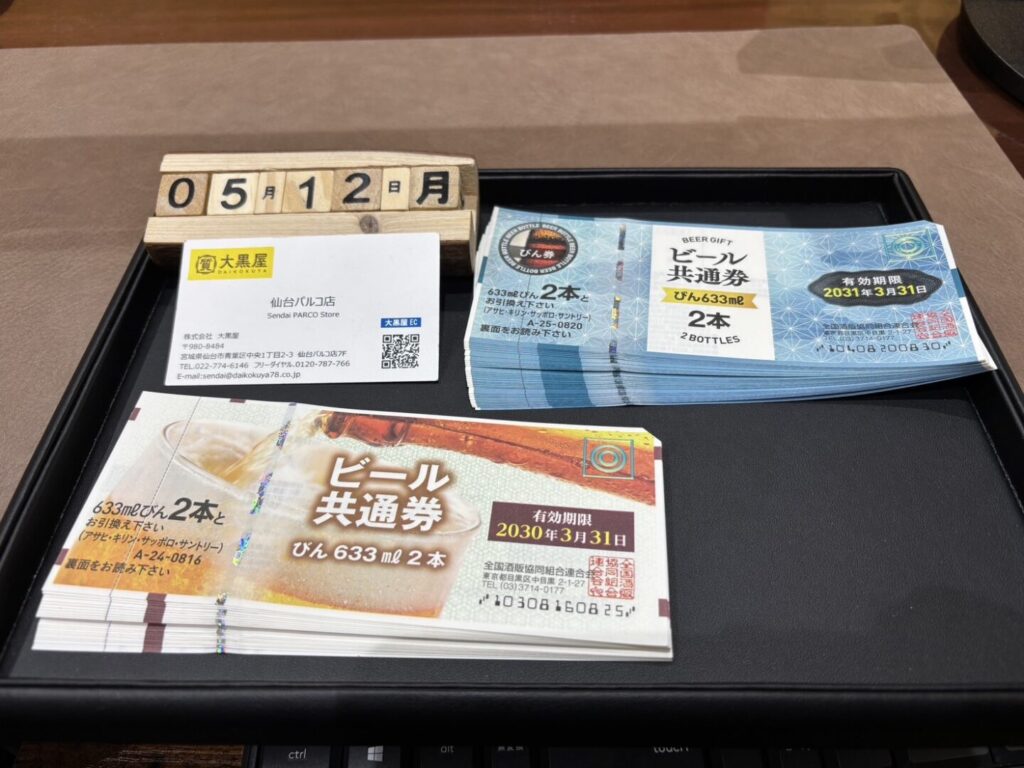 05月12日月
質 大黒屋
DAIKOKUYA
仙台パルコ店
Sendai PARCO Store
大黒屋 EC
株式会社 大黒屋
〒980-8484
宮城県仙台市青葉区中央1丁目2-3 仙台パルコ店7F
TEL.022-774-6146 フリーダイヤル.0120-787-766
E-mail:sendai@daikokuya78.co.jp
BEER BOTTLE
びん券
633mlびん2本と
お引換え下さい
(アサヒ・キリン・サッポロ・サントリー)
A-25-0820
裏面をお読み下さい
BEER GIFT
ビール
共通券
びん633ml
2本
2 BOTTLES
有効期限
2031年3月31日
全国酒販協同組合連合会
10408200830
633mlびん2本と
お引換え下さい
(アサヒ・キリン・サッポロ・サントリー)
A-24-0816
裏面をお読み下さい
ビール
共通券
びん 633 ml 2 本
有効期限
2030年3月31日
全国酒販協同組合連合会
東京都目黒区中目黒 2-1-27
TEL (03)3714-0177
10308160825
ctrl
alt